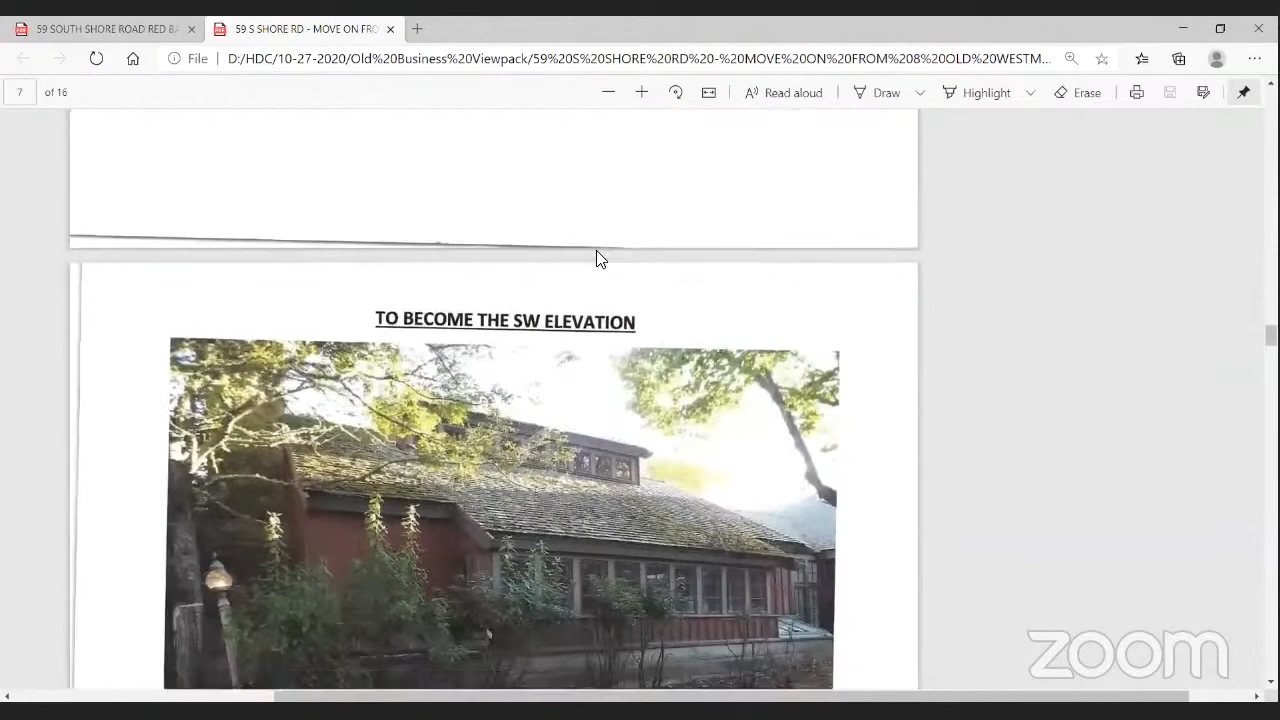 59 SOUTH SHORE ROAD RED BA
59 S SHORE RD - MOVE ON FRO
File
D:/HDC/10-27-2020/Old%20Business%20Viewpack/59%20S%20SHORE%20RD%20-%20MOVE%20ON%20FROM%208%20OLD%20WESTM...
7 of 16
Read aloud
Draw
Highlight
Erase
TO BECOME THE SW ELEVATION
zoom